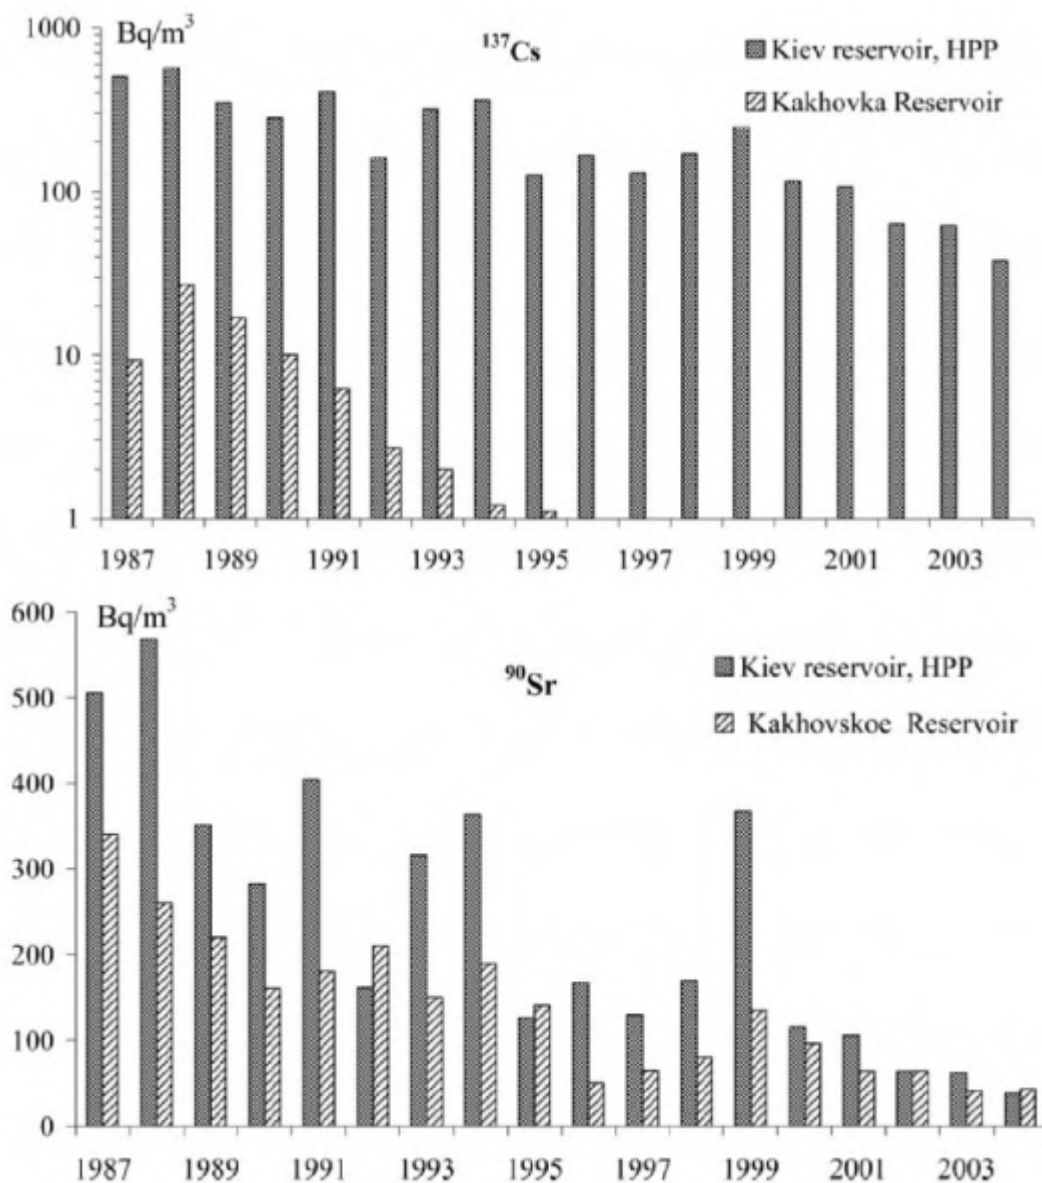 1000
Bq/m³
¹³⁷Cs
Kiev reservoir, HPP
Kakhovka Reservoir
100
10
1
1987 1989 1991 1993 1995 1997 1999 2001 2003
600
Bq/m³
⁹⁰Sr
Kiev reservoir, HPP
Kakhovskoe Reservoir
500
400
300
200
100
0
1987 1989 1991 1993 1995 1997 1999 2001 2003